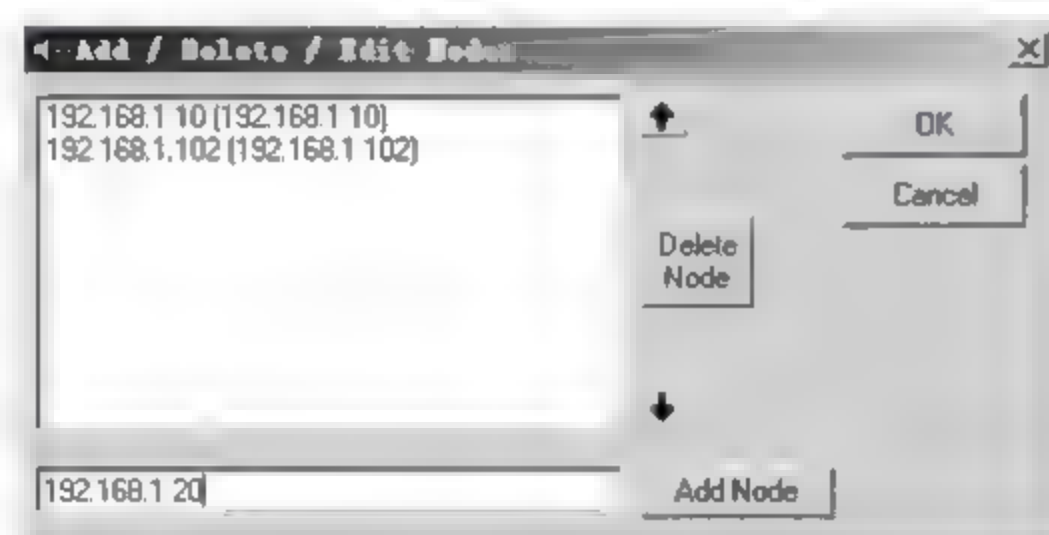 Add / Delete / Edit Nodes
192.168.1 10 (192.168.1 10)
192 168.1.102 (192.168.1 102)
OK
Cancel
Delete
Node
192.168.1 20
Add Node